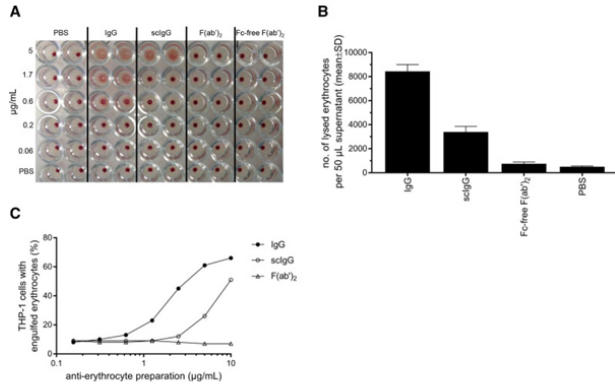 A
PBS IgG scIgG F(ab')2 Fc-free F(ab')2
5
1.7
0.6
0.2
0.06
PBS
µg/mL
B
no. of lysed erythrocytes
per 50 µL supernatant (mean±SD)
10000
8000
6000
4000
2000
0
IgG
scIgG
Fc-free F(ab')2
PBS
C
THP-1 cells with
engulfed erythrocytes (%)
80
60
40
20
0
0.1 1 10
anti-erythrocyte preparation (µg/mL)
IgG
scIgG
F(ab')2